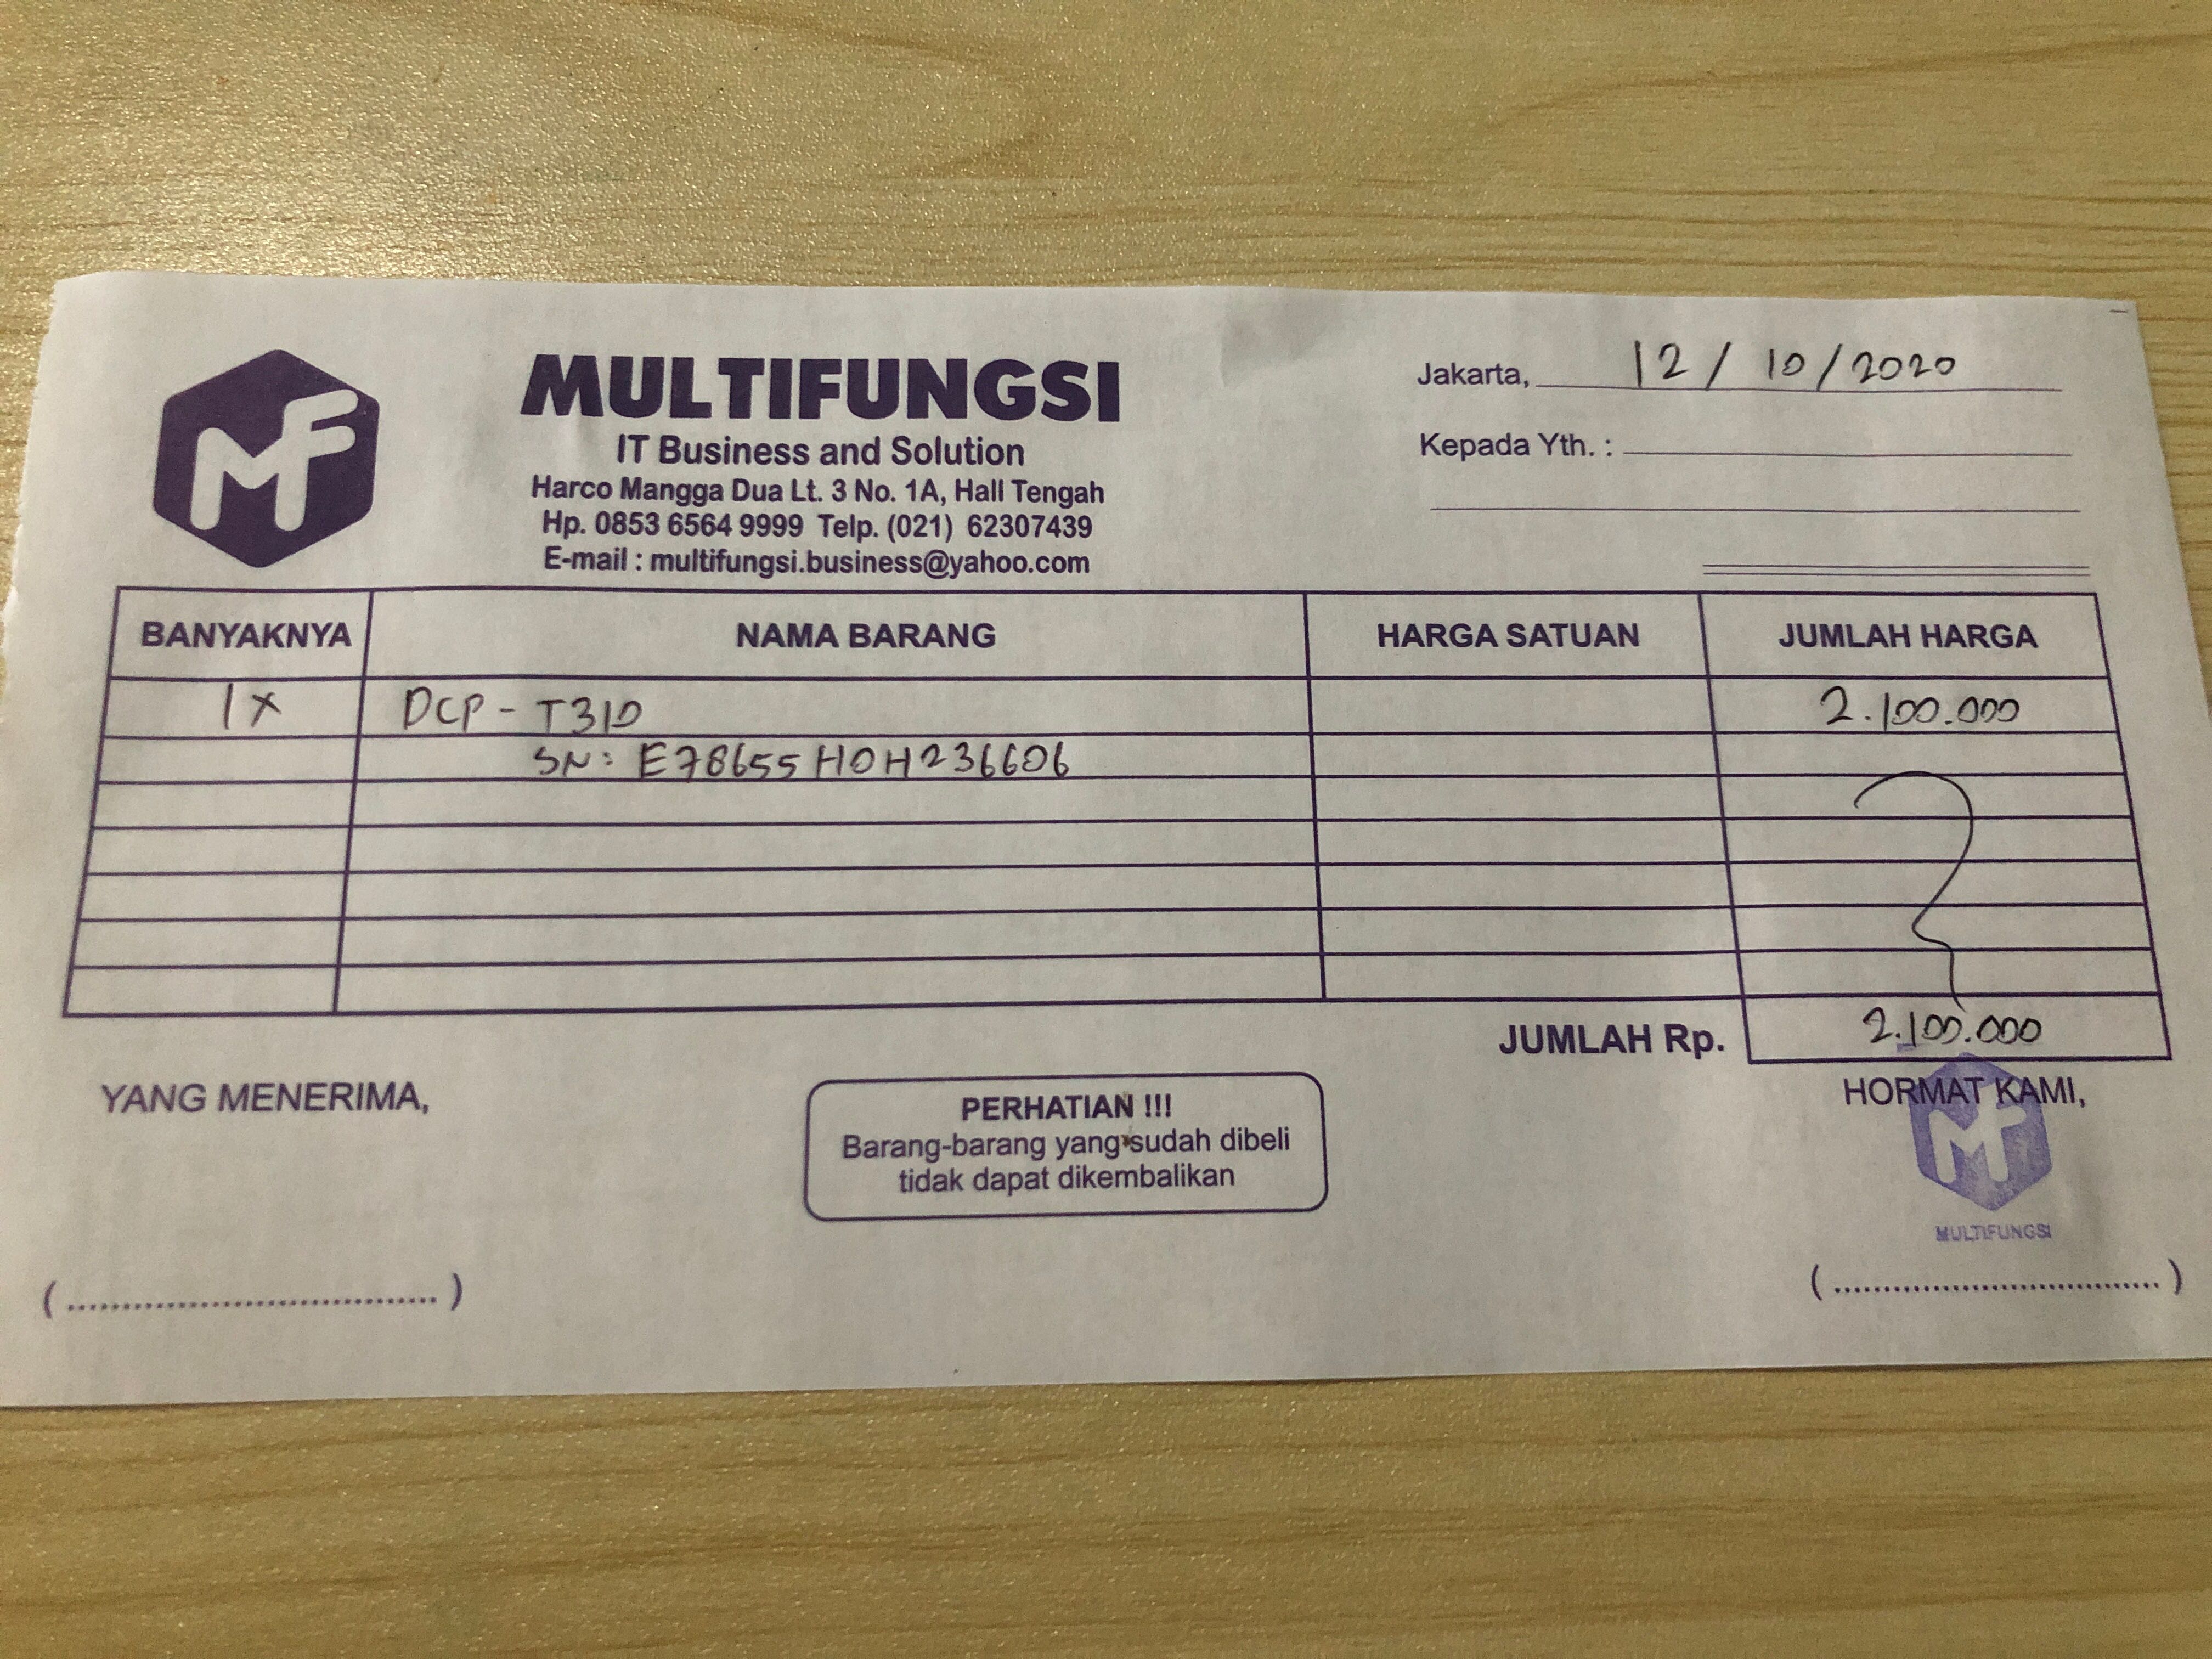 MF
MULTIFUNGSI
IT Business and Solution
Harco Mangga Dua Lt. 3 No. 1A, Hall Tengah
Hp. 0853 6564 9999 Telp. (021) 62307439
E-mail : multifungsi.business@yahoo.com
Jakarta, 12 / 10 / 2020
Kepada Yth. :
BANYAKNYA NAMA BARANG HARGA SATUAN JUMLAH HARGA
1 x DCP - T310 2.100.000
SN: E78655H0H236606
JUMLAH Rp. 2.100.000
YANG MENERIMA,
PERHATIAN !!!
Barang-barang yang sudah dibeli
tidak dapat dikembalikan
HORMAT KAMI,
MF
MULTIFUNGSI
(....................................) (....................................)